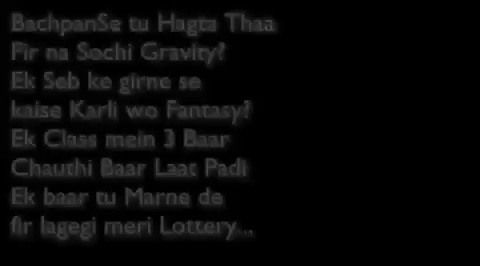 BachpanSe tu Hagta Thaa
Fir na Sochi Gravity?
Ek Seb ke girne se
kaise Karli wo Fantasy?
Ek Class mein 3 Baar
Chauthi Baar Laat Padi
Ek baar tu Marne de
fir lagegi meri Lottery...